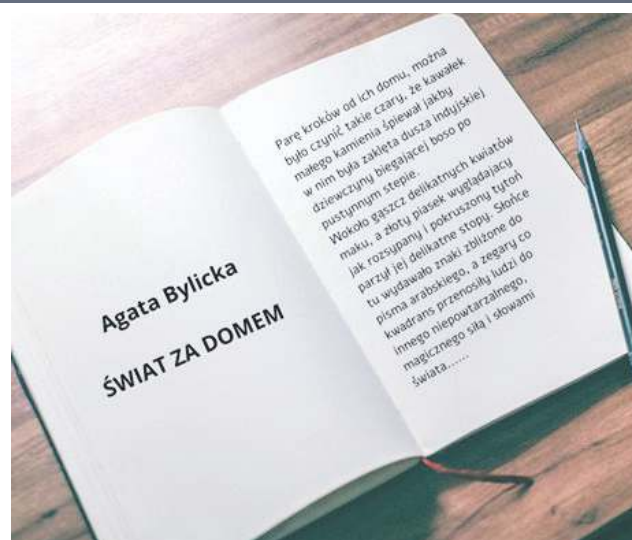 Agata Bylicka
ŚWIAT ZA DOMEM
Parę kroków od ich domu, można
było czynić takie czary, że kawałek
małego kamienia śpiewał jakby
w nim była zaklęta dusza indyjskiej
dziewczyny biegającej boso po
pustynnym stepie.
Wokoło gąszcz delikatnych kwiatów
maku, a złoty piasek wyglądający
jak rozsypany i pokruszony tytoń
parzył jej delikatne stopy. Słońce
tu wydawało znaki zbliżone do
pisma arabskiego, a zegary co
kwadrans przenosiły ludzi do
innego niepowtarzalnego,
magicznego siłą i słowami
świata......